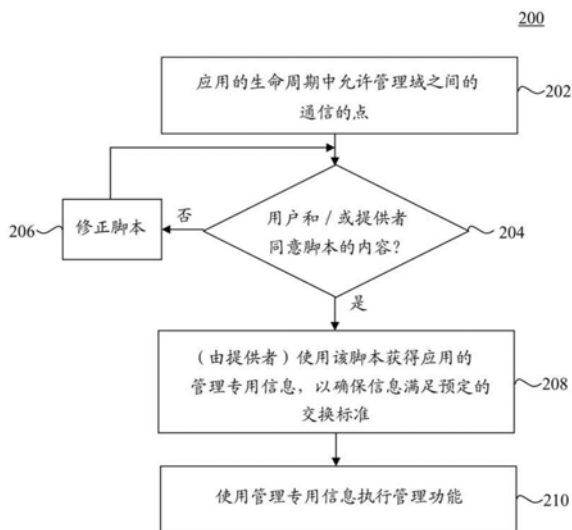 200
应用的生命周期中允许管理域之间的
通信的点
202
用户和 / 或提供者
同意脚本的内容？
204
否
修正脚本
206
是
（由提供者）使用该脚本获得应用的
管理专用信息，以确保信息满足预定的
交换标准
208
使用管理专用信息执行管理功能
210